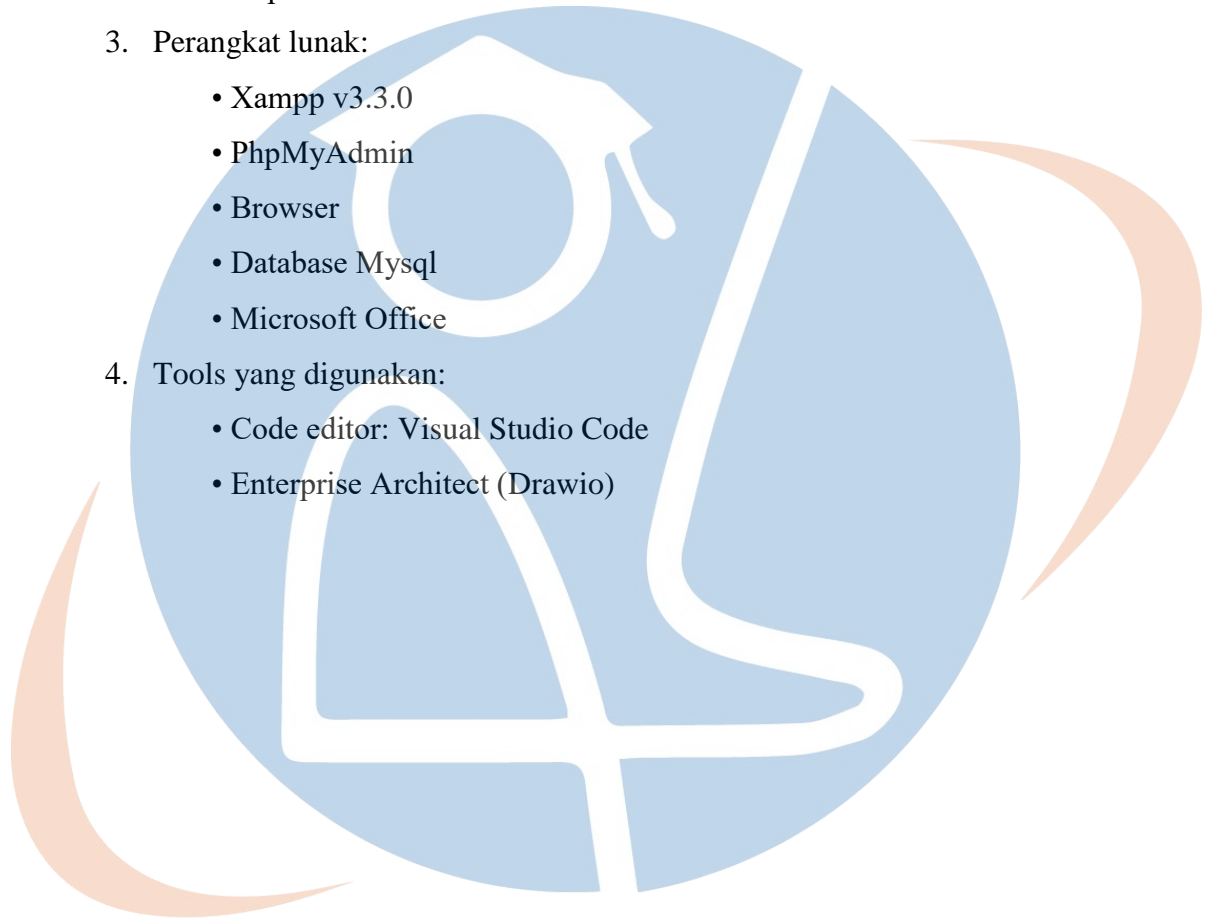 3. Perangkat lunak:
• Xampp v3.3.0
• PhpMyAdmin
• Browser
• Database Mysql
• Microsoft Office
4. Tools yang digunakan:
• Code editor: Visual Studio Code
• Enterprise Architect (Drawio)